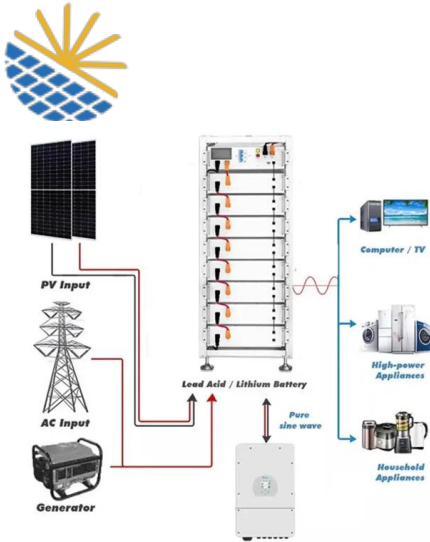 PV Input
Computer / TV
AC Input
Lead Acid / Lithium Battery
High-power
Appliances
Pure
sine wave
Generator
Household
Appliances